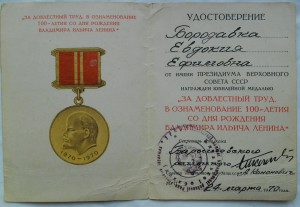 "ЗА ДОБЛЕСТНЫЙ ТРУД.
В ОЗНАМЕНОВАНИЕ
100-ЛЕТИЯ СО ДНЯ РОЖДЕНИЯ
ВЛАДИМИРА ИЛЬИЧА ЛЕНИНА"
1870-1970
УДОСТОВЕРЕНИЕ
Бородавка
Евдокия
Ефимовна
от имени ПРЕЗИДИУМА ВЕРХОВНОГО
СОВЕТА СССР
НАГРАЖДЕН ЮБИЛЕЙНОЙ МЕДАЛЬЮ
"ЗА ДОБЛЕСТНЫЙ ТРУД.
В ОЗНАМЕНОВАНИЕ 100-ЛЕТИЯ
СО ДНЯ РОЖДЕНИЯ
ВЛАДИМИРА ИЛЬИЧА ЛЕНИНА"
марта